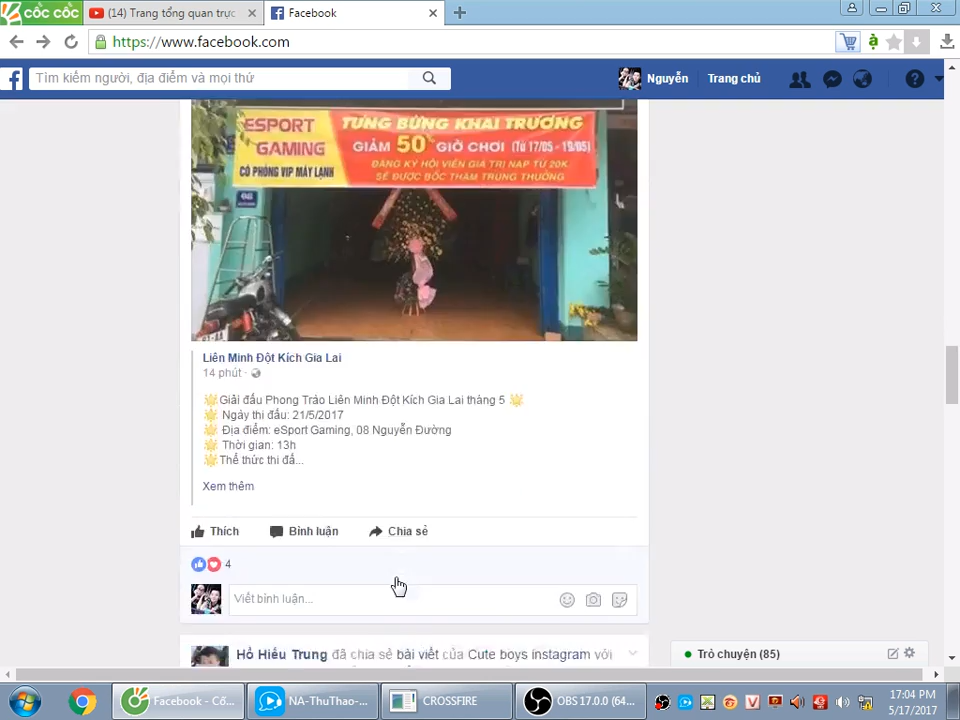 cốc cốc
(14) Trang tổng quan trực
Facebook
https://www.facebook.com
Tìm kiếm người, địa điểm và mọi thứ
Nguyễn
Trang chủ
ESPORT
GAMING
CÓ PHÒNG VIP MÁY LẠNH
TƯNG BỪNG KHAI TRƯƠNG
GIẢM 50% GIỜ CHƠI (Từ 17/05 - 19/05)
ĐĂNG KÝ HỘI VIÊN GIÁ TRỊ NẠP TỪ 20K
SẼ ĐƯỢC BỐC THĂM TRÚNG THƯỞNG
Liên Minh Đột Kích Gia Lai
14 phút ·
Giải đấu Phong Trào Liên Minh Đột Kích Gia Lai tháng 5
Ngày thi đấu: 21/5/2017
Địa điểm: eSport Gaming, 08 Nguyễn Đường
Thời gian: 13h
Thể thức thi đấ...
Xem thêm
Thích
Bình luận
Chia sẻ
4
Viết bình luận...
Hồ Hiếu Trung đã chia sẻ bài viết của Cute boys instagram với
Trò chuyện (85)
Facebook - Cố...
NA-ThuThao-...
CROSSFIRE
OBS 17.0.0 (64...
17:04 PM
5/17/2017